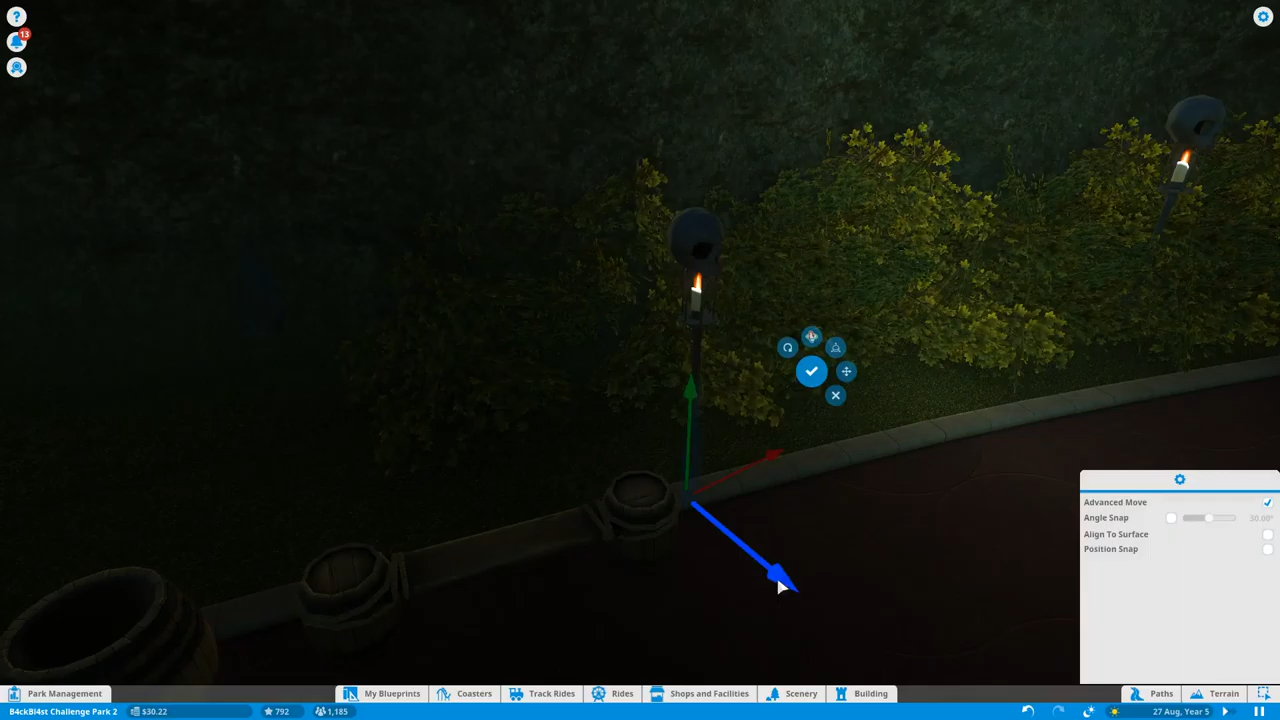 ?
13
Advanced Move
Angle Snap 30.00°
Align To Surface
Position Snap
Park Management
My Blueprints
Coasters
Track Rides
Rides
Shops and Facilities
Scenery
Building
Paths
Terrain
B4ckBl4st Challenge Park 2
$30.22
792
1,185
27 Aug, Year 5